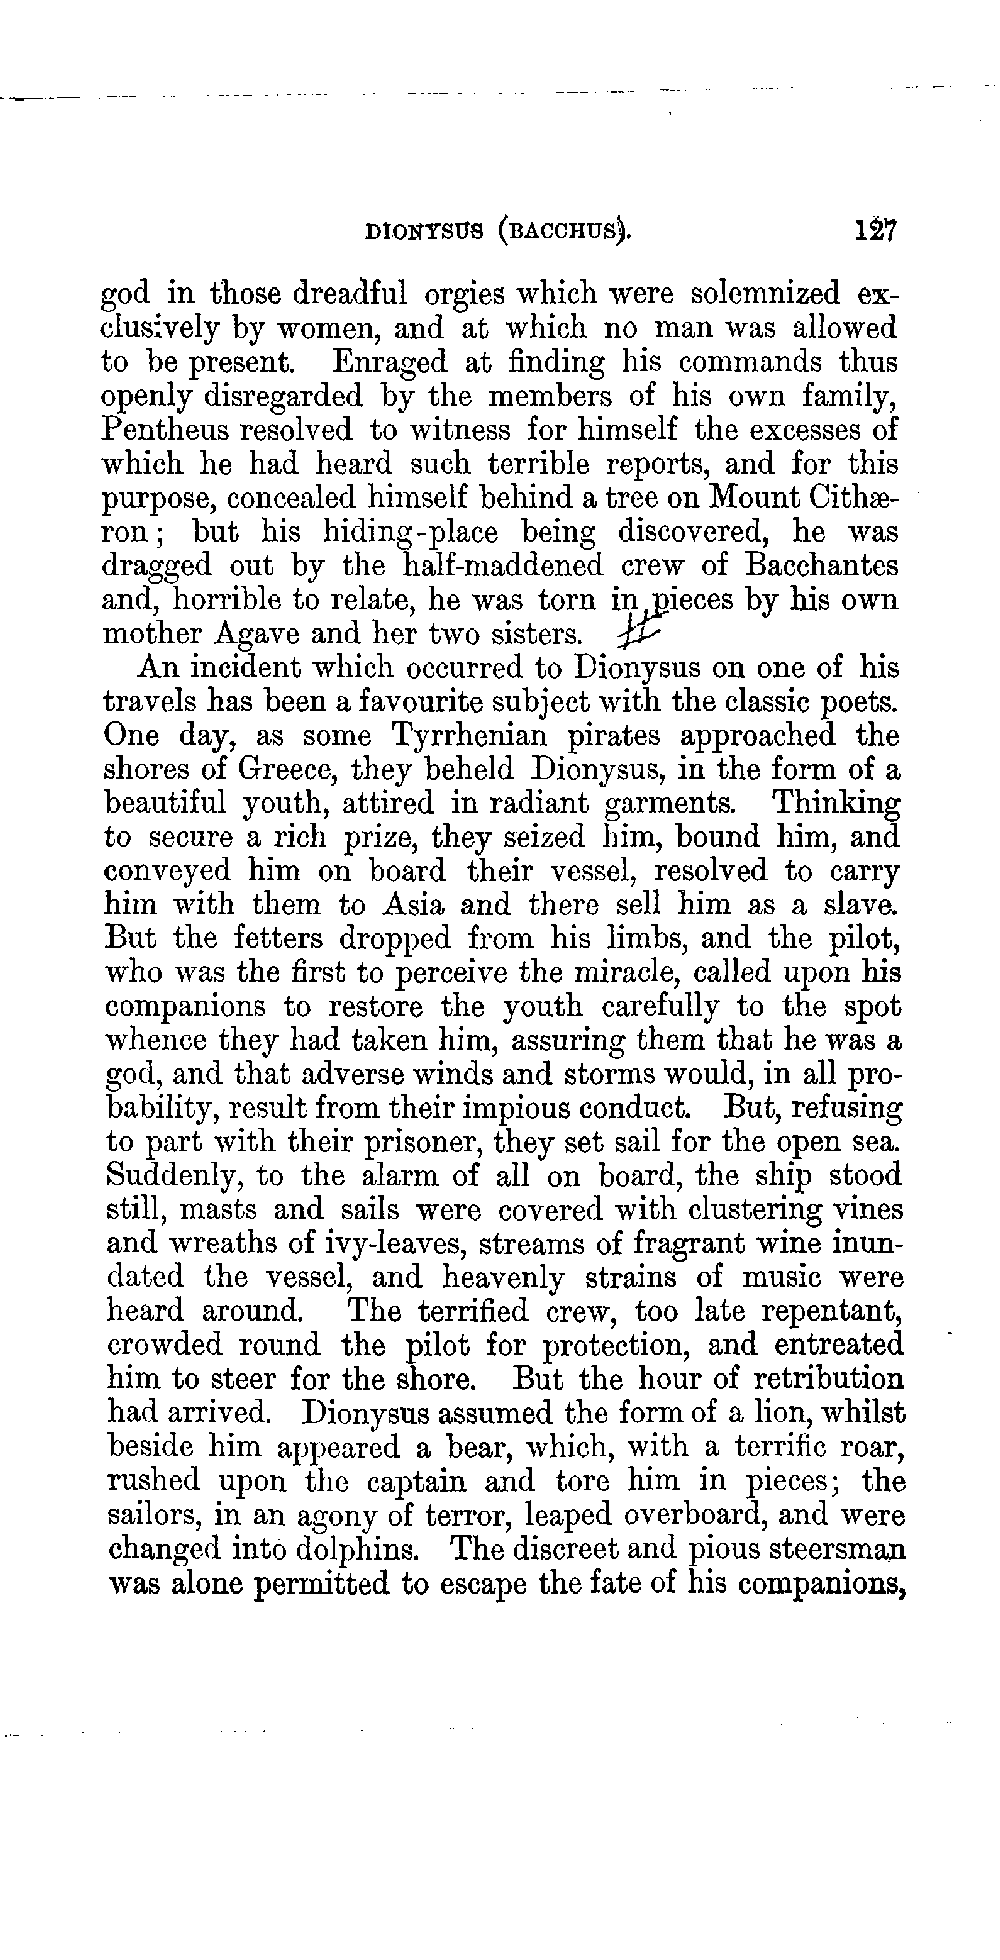 DIONYSUS (BACCHUS). 127
god in those dreadful orgies which were solemnized ex-
clusively by women, and at which no man was allowed
to be present. Enraged at finding his commands thus
openly disregarded by the members of his own family,
Pentheus resolved to witness for himself the excesses of
which he had heard such terrible reports, and for this
purpose, concealed himself behind a tree on Mount Cithæ-
ron; but his hiding-place being discovered, he was
dragged out by the half-maddened crew of Bacchantes
and, horrible to relate, he was torn in pieces by his own
mother Agave and her two sisters.
An incident which occurred to Dionysus on one of his
travels has been a favourite subject with the classic poets.
One day, as some Tyrrhenian pirates approached the
shores of Greece, they beheld Dionysus, in the form of a
beautiful youth, attired in radiant garments. Thinking
to secure a rich prize, they seized him, bound him, and
conveyed him on board their vessel, resolved to carry
him with them to Asia and there sell him as a slave.
But the fetters dropped from his limbs, and the pilot,
who was the first to perceive the miracle, called upon his
companions to restore the youth carefully to the spot
whence they had taken him, assuring them that he was a
god, and that adverse winds and storms would, in all pro-
bability, result from their impious conduct. But, refusing
to part with their prisoner, they set sail for the open sea.
Suddenly, to the alarm of all on board, the ship stood
still, masts and sails were covered with clustering vines
and wreaths of ivy-leaves, streams of fragrant wine inun-
dated the vessel, and heavenly strains of music were
heard around. The terrified crew, too late repentant,
crowded round the pilot for protection, and entreated
him to steer for the shore. But the hour of retribution
had arrived. Dionysus assumed the form of a lion, whilst
beside him appeared a bear, which, with a terrific roar,
rushed upon the captain and tore him in pieces; the
sailors, in an agony of terror, leaped overboard, and were
changed into dolphins. The discreet and pious steersman
was alone permitted to escape the fate of his companions,